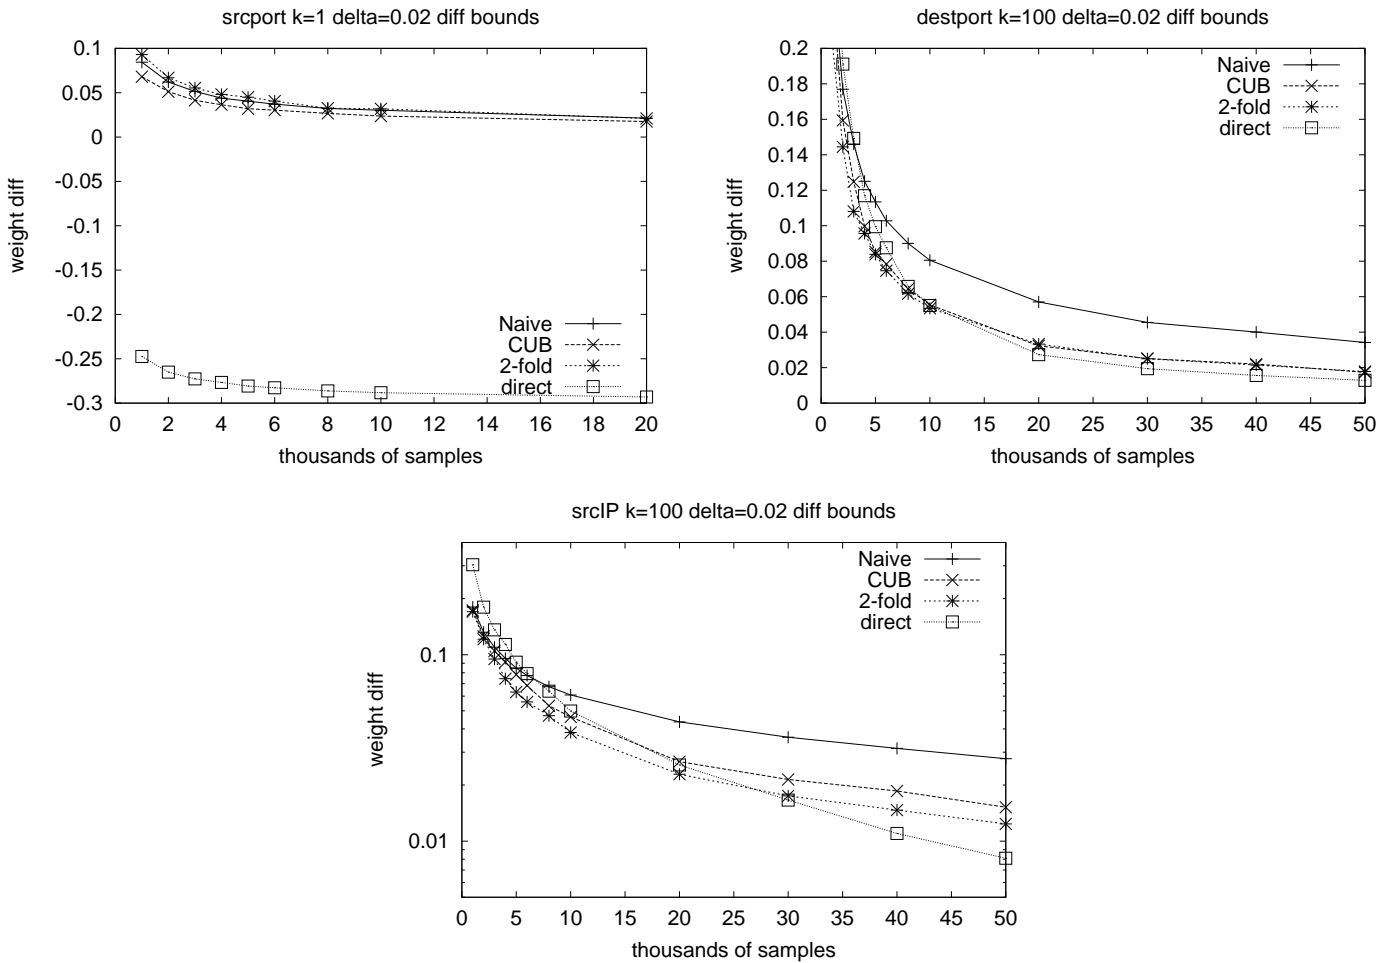 srcport k=1 delta=0.02 diff bounds
0.1
0.05
0
-0.05
-0.1
-0.15
-0.2
-0.25
-0.3
weight diff
Naive
CUB
2-fold
direct
0 2 4 6 8 10 12 14 16 18 20
thousands of samples
destport k=100 delta=0.02 diff bounds
0.2
0.18
0.16
0.14
0.12
0.1
0.08
0.06
0.04
0.02
0
weight diff
Naive
CUB
2-fold
direct
0 5 10 15 20 25 30 35 40 45 50
thousands of samples
srcIP k=100 delta=0.02 diff bounds
0.1
0.01
weight diff
Naive
CUB
2-fold
direct
0 5 10 15 20 25 30 35 40 45 50
thousands of samples